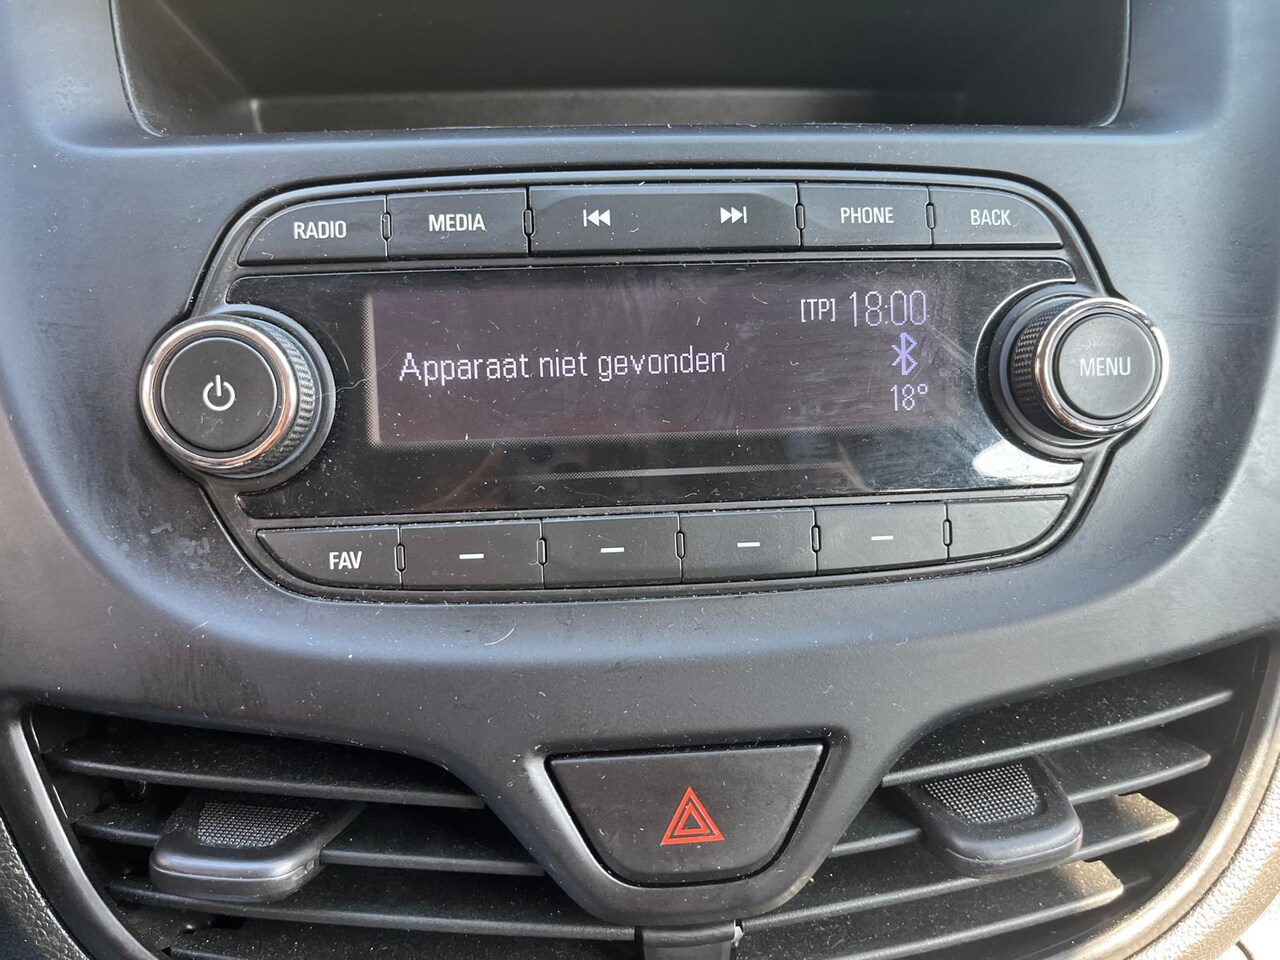 RADIO
MEDIA
PHONE
BACK
[TP] 18:00
Apparaat niet gevonden
18°
MENU
FAV